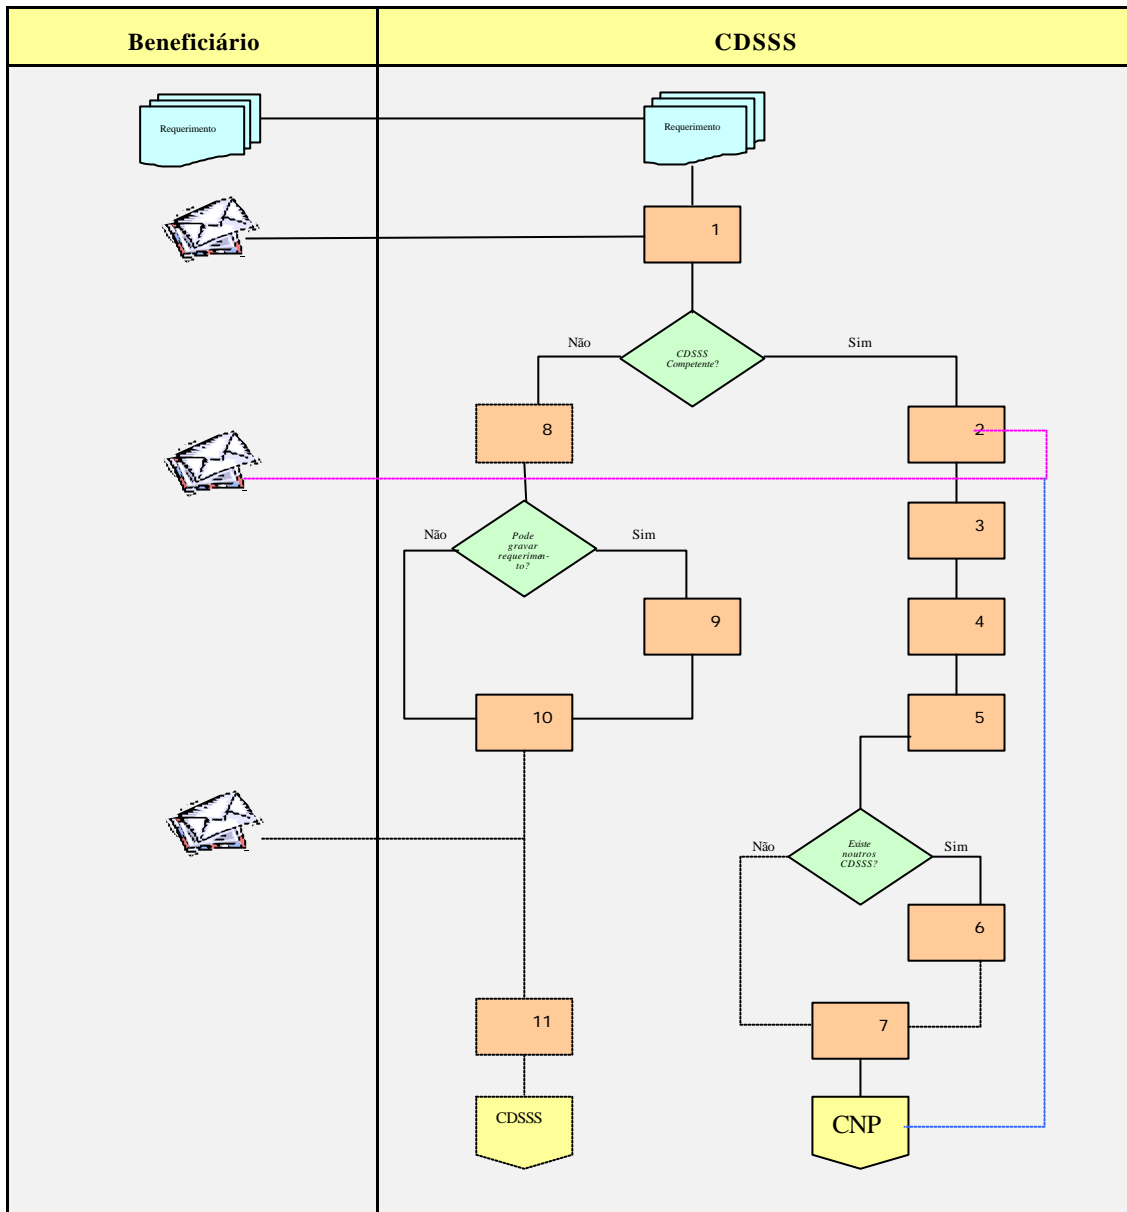 Beneficiário
CDSSS
Requerimento
Requerimento
1
Não
CDSSS
Competente?
Sim
8
2
Não
Pode
gravar
requerimen-
to?
Sim
3
9
4
10
5
Não
Existe
noutros
CDSSS?
Sim
6
11
7
CDSSS
CNP